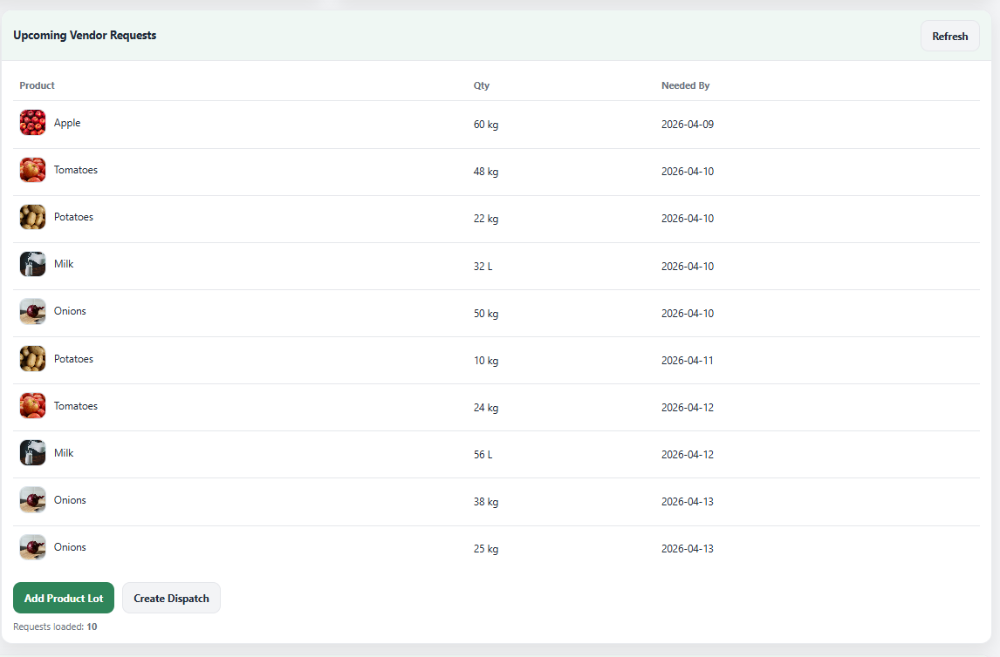 Upcoming Vendor Requests
Refresh
Product Qty Needed By
Apple 60 kg 2026-04-09
Tomatoes 48 kg 2026-04-10
Potatoes 22 kg 2026-04-10
Milk 32 L 2026-04-10
Onions 50 kg 2026-04-10
Potatoes 10 kg 2026-04-11
Tomatoes 24 kg 2026-04-12
Milk 56 L 2026-04-12
Onions 38 kg 2026-04-13
Onions 25 kg 2026-04-13
Add Product Lot Create Dispatch
Requests loaded: 10